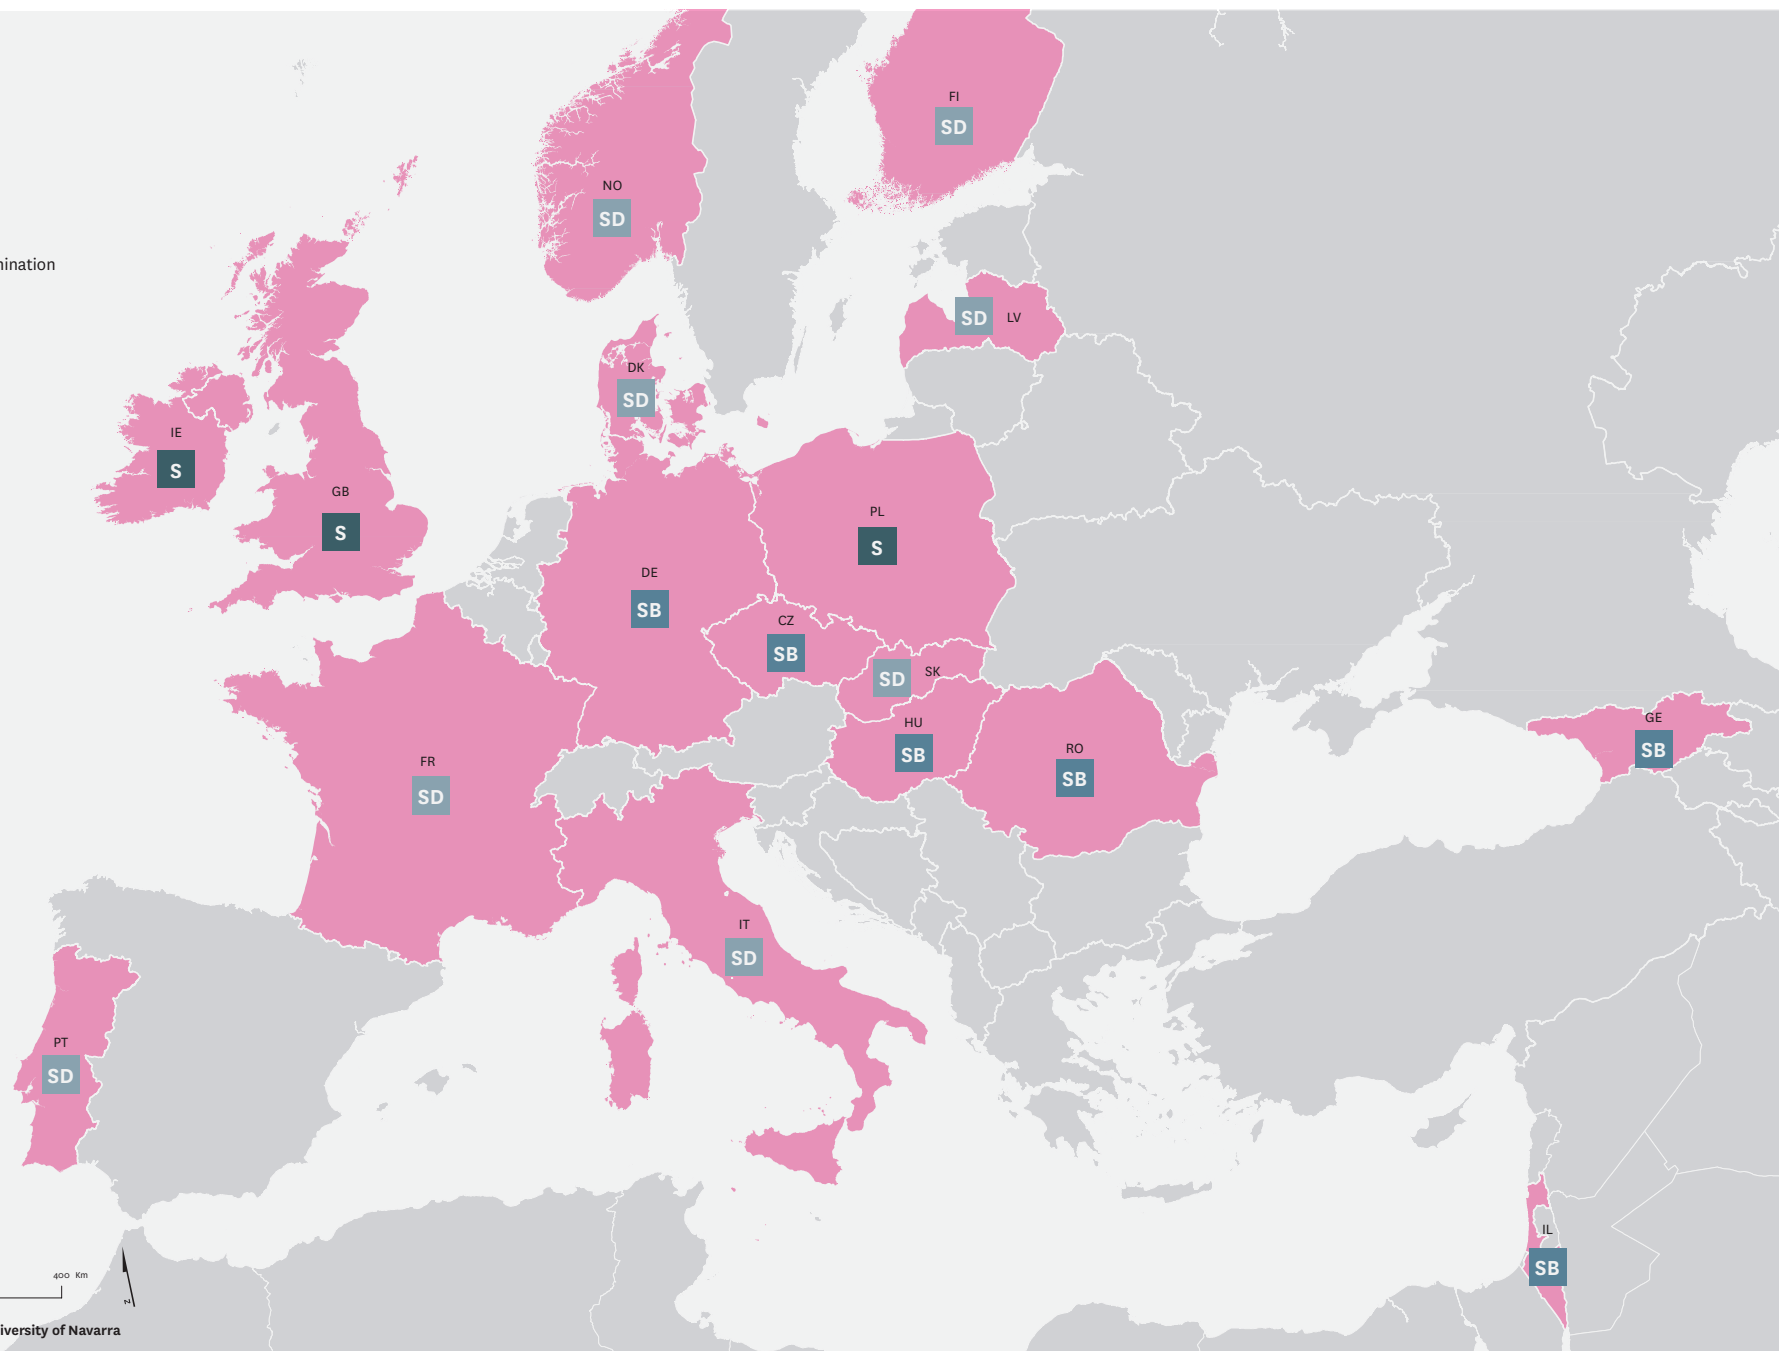 FI
SD
NO
SD
mination
SD
LV
DK
SD
IE
S
GB
S
PL
S
DE
SB
CZ
SB
SD
SK
HU
SB
RO
SB
GE
SB
FR
SD
IT
SD
PT
SD
IL
SB
400 Km
N
iversity of Navarra